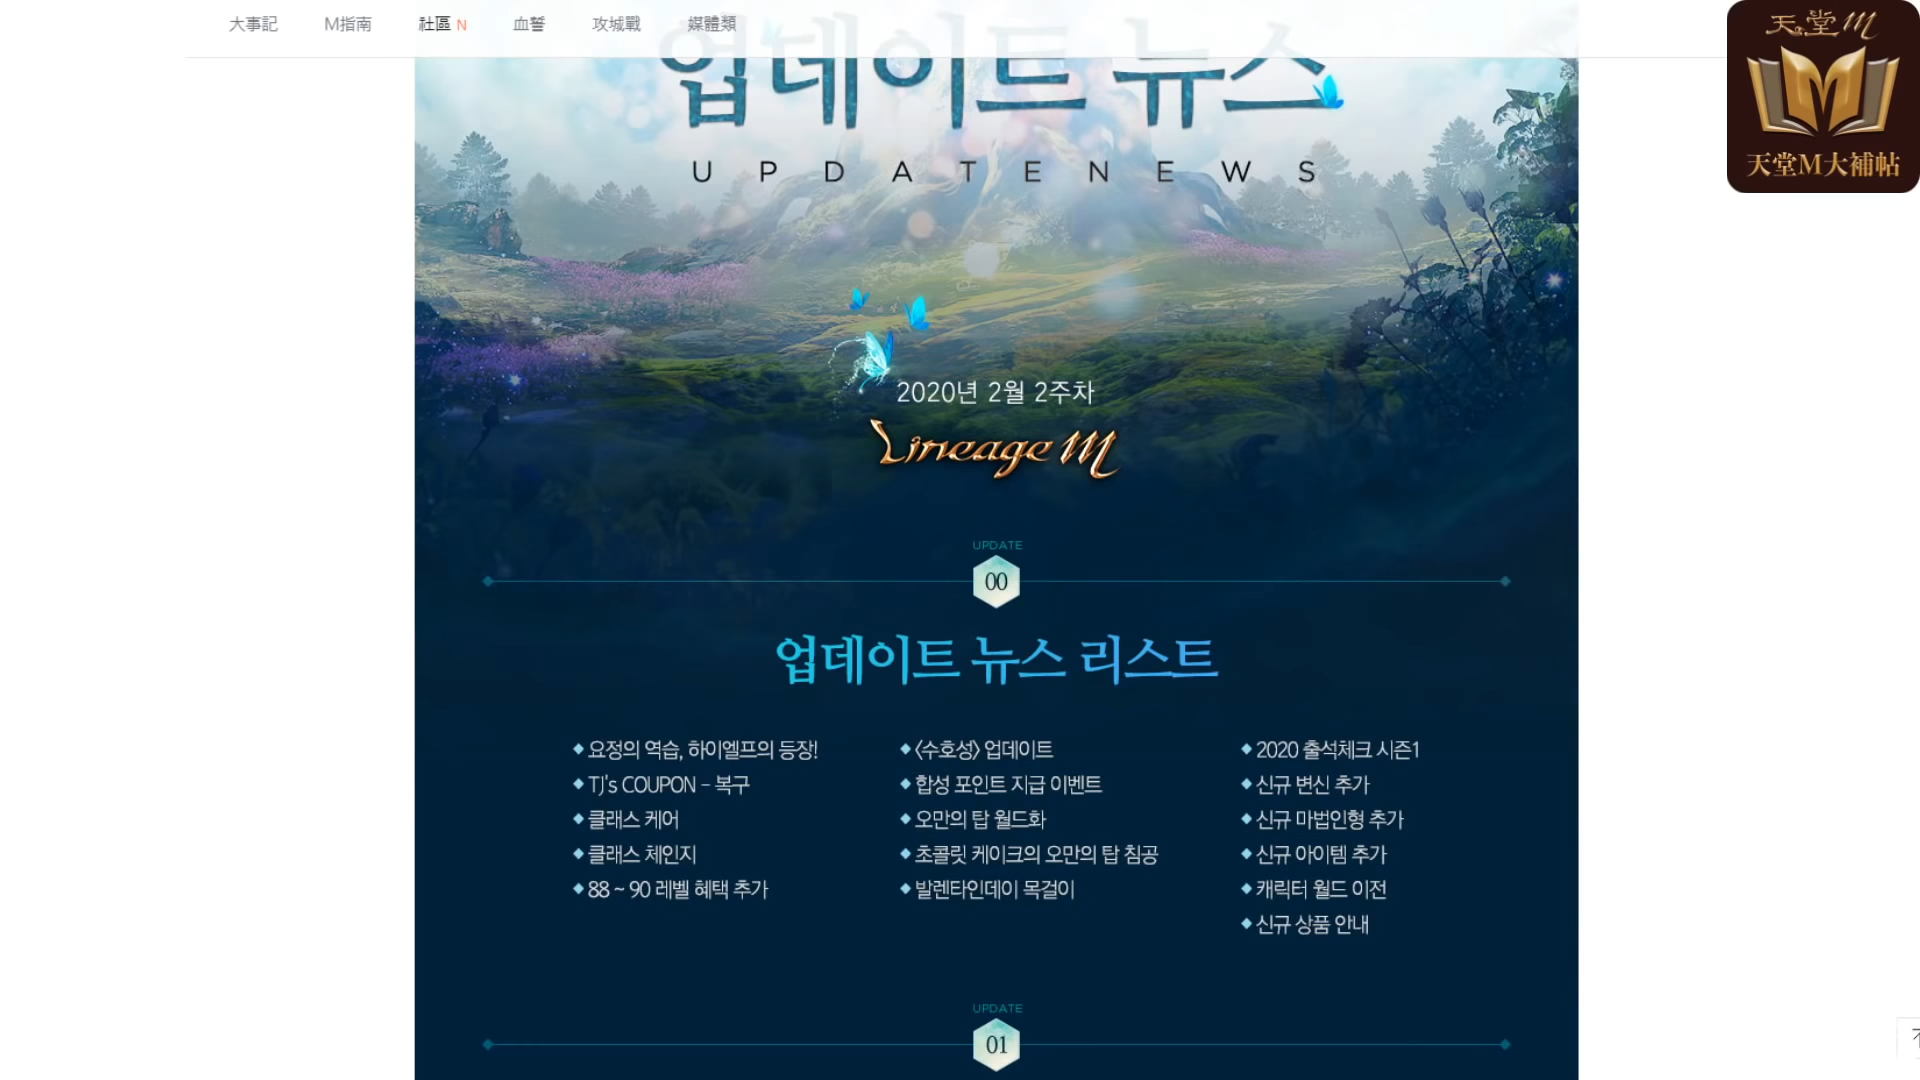 大事記 M指南 社區 N 血誓 攻城戰 媒體類
天堂M
天堂M大補帖
업데이트 뉴스
UPDATE NEWS
2020년 2월 2주차
Lineage M
UPDATE
00
업데이트 뉴스 리스트
요정의 역습, 하이엘프의 등장!
TJ's COUPON – 복구
클래스 케어
클래스 체인지
88 ~ 90 레벨 혜택 추가
〈수호성〉 업데이트
합성 포인트 지급 이벤트
오만의 탑 월드화
초콜릿 케이크의 오만의 탑 침공
발렌타인데이 목걸이
2020 출석체크 시즌1
신규 변신 추가
신규 마법인형 추가
신규 아이템 추가
캐릭터 월드 이전
신규 상품 안내
UPDATE
01